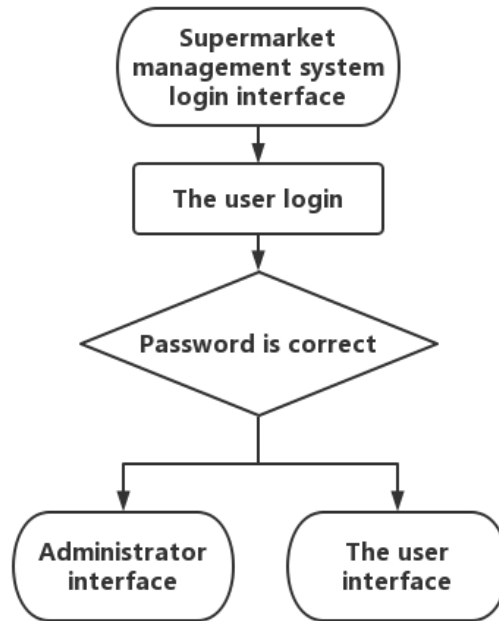 Supermarket
management system
login interface
The user login
Password is correct
Administrator
interface
The user
interface